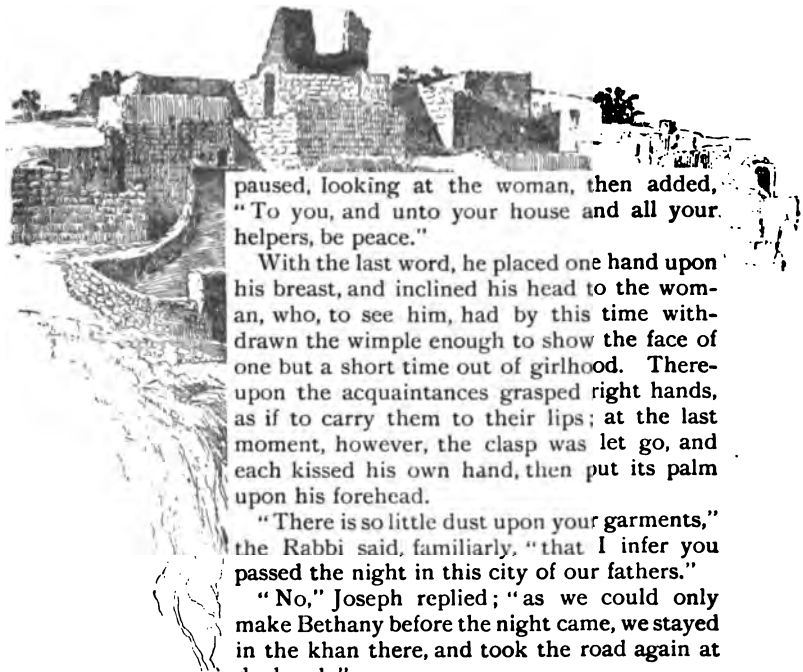 paused, looking at the woman, then added,
“To you, and unto your house and all your
helpers, be peace.”
With the last word, he placed one hand upon
his breast, and inclined his head to the wom-
an, who, to see him, had by this time with-
drawn the wimple enough to show the face of
one but a short time out of girlhood. There-
upon the acquaintances grasped right hands,
as if to carry them to their lips; at the last
moment, however, the clasp was let go, and
each kissed his own hand, then put its palm
upon his forehead.
“There is so little dust upon your garments,”
the Rabbi said, familiarly, “that I infer you
passed the night in this city of our fathers.”
“No,” Joseph replied; “as we could only
make Bethany before the night came, we stayed
in the khan there, and took the road again at